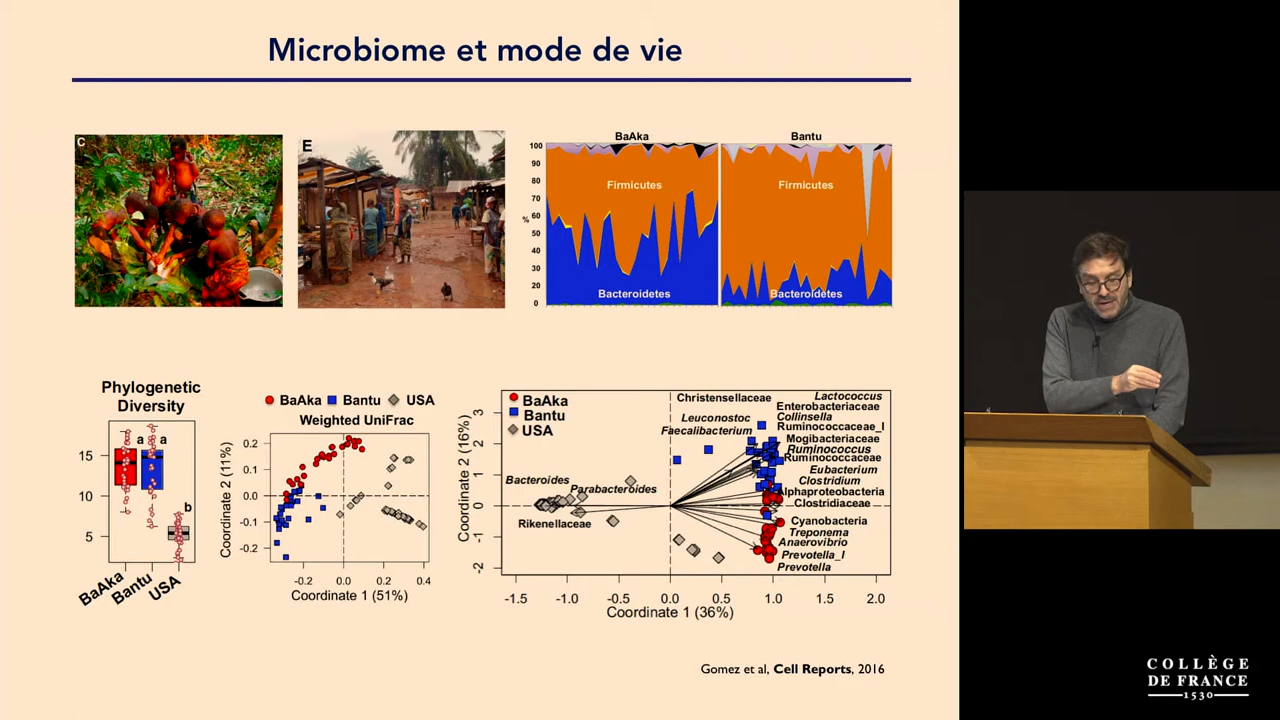 Microbiome et mode de vie
C
E
BaAka
Bantu
100
90
80
70
60
%
50
40
30
20
10
0
Firmicutes
Bacteroidetes
Firmicutes
Bacteroidetes
Phylogenetic
Diversity
15
10
5
a
a
b
BaAka
Bantu
USA
BaAka Bantu USA
Weighted UniFrac
Coordinate 2 (11%)
0.2
0.1
0.0
-0.1
-0.2
-0.2 0.0 0.2 0.4
Coordinate 1 (51%)
BaAka
Bantu
USA
Coordinate 2 (16%)
3
2
1
0
-1
-2
Christensellaceae
Leuconostoc
Faecalibacterium
Bacteroides
Parabacteroides
Rikenellaceae
Lactococcus
Enterobacteriaceae
Collinsella
Ruminococcaceae_I
Mogibacteriaceae
Ruminococcus
Ruminococcaceae
Eubacterium
Clostridium
Alphaproteobacteria
Clostridiaceae
Cyanobacteria
Treponema
Anaerovibrio
Prevotella_I
Prevotella
-1.5 -1.0 -0.5 0.0 0.5 1.0 1.5 2.0
Coordinate 1 (36%)
Gomez et al, Cell Reports, 2016
COLLÈGE
DE FRANCE
1530